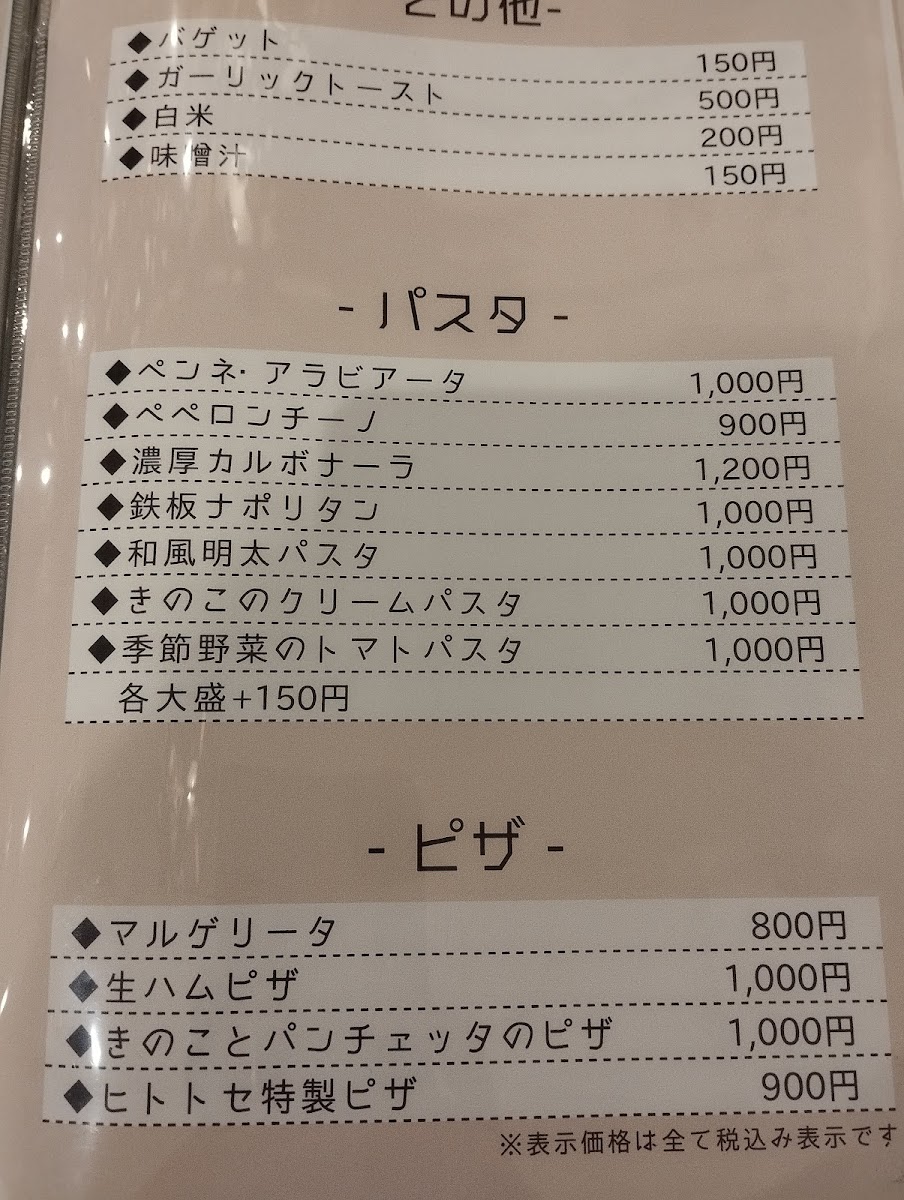 その他-
◆バゲット 150円
◆ガーリックトースト 500円
◆白米 200円
◆味噌汁 150円
- パスタ -
◆ペンネ・アラビアータ 1,000円
◆ペペロンチーノ 900円
◆濃厚カルボナーラ 1,200円
◆鉄板ナポリタン 1,000円
◆和風明太パスタ 1,000円
◆きのこのクリームパスタ 1,000円
◆季節野菜のトマトパスタ 1,000円
各大盛+150円
- ピザ -
◆マルゲリータ 800円
◆生ハムピザ 1,000円
◆きのことパンチェッタのピザ 1,000円
◆ヒトトセ特製ピザ 900円
※表示価格は全て税込み表示です